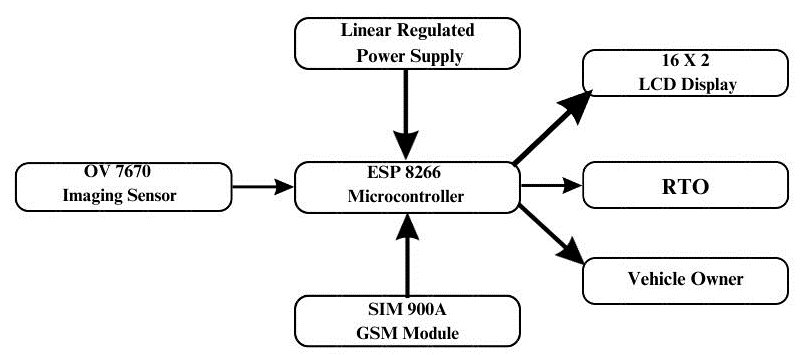 Linear Regulated
Power Supply
16 X 2
LCD Display
OV 7670
Imaging Sensor
ESP 8266
Microcontroller
RTO
Vehicle Owner
SIM 900A
GSM Module